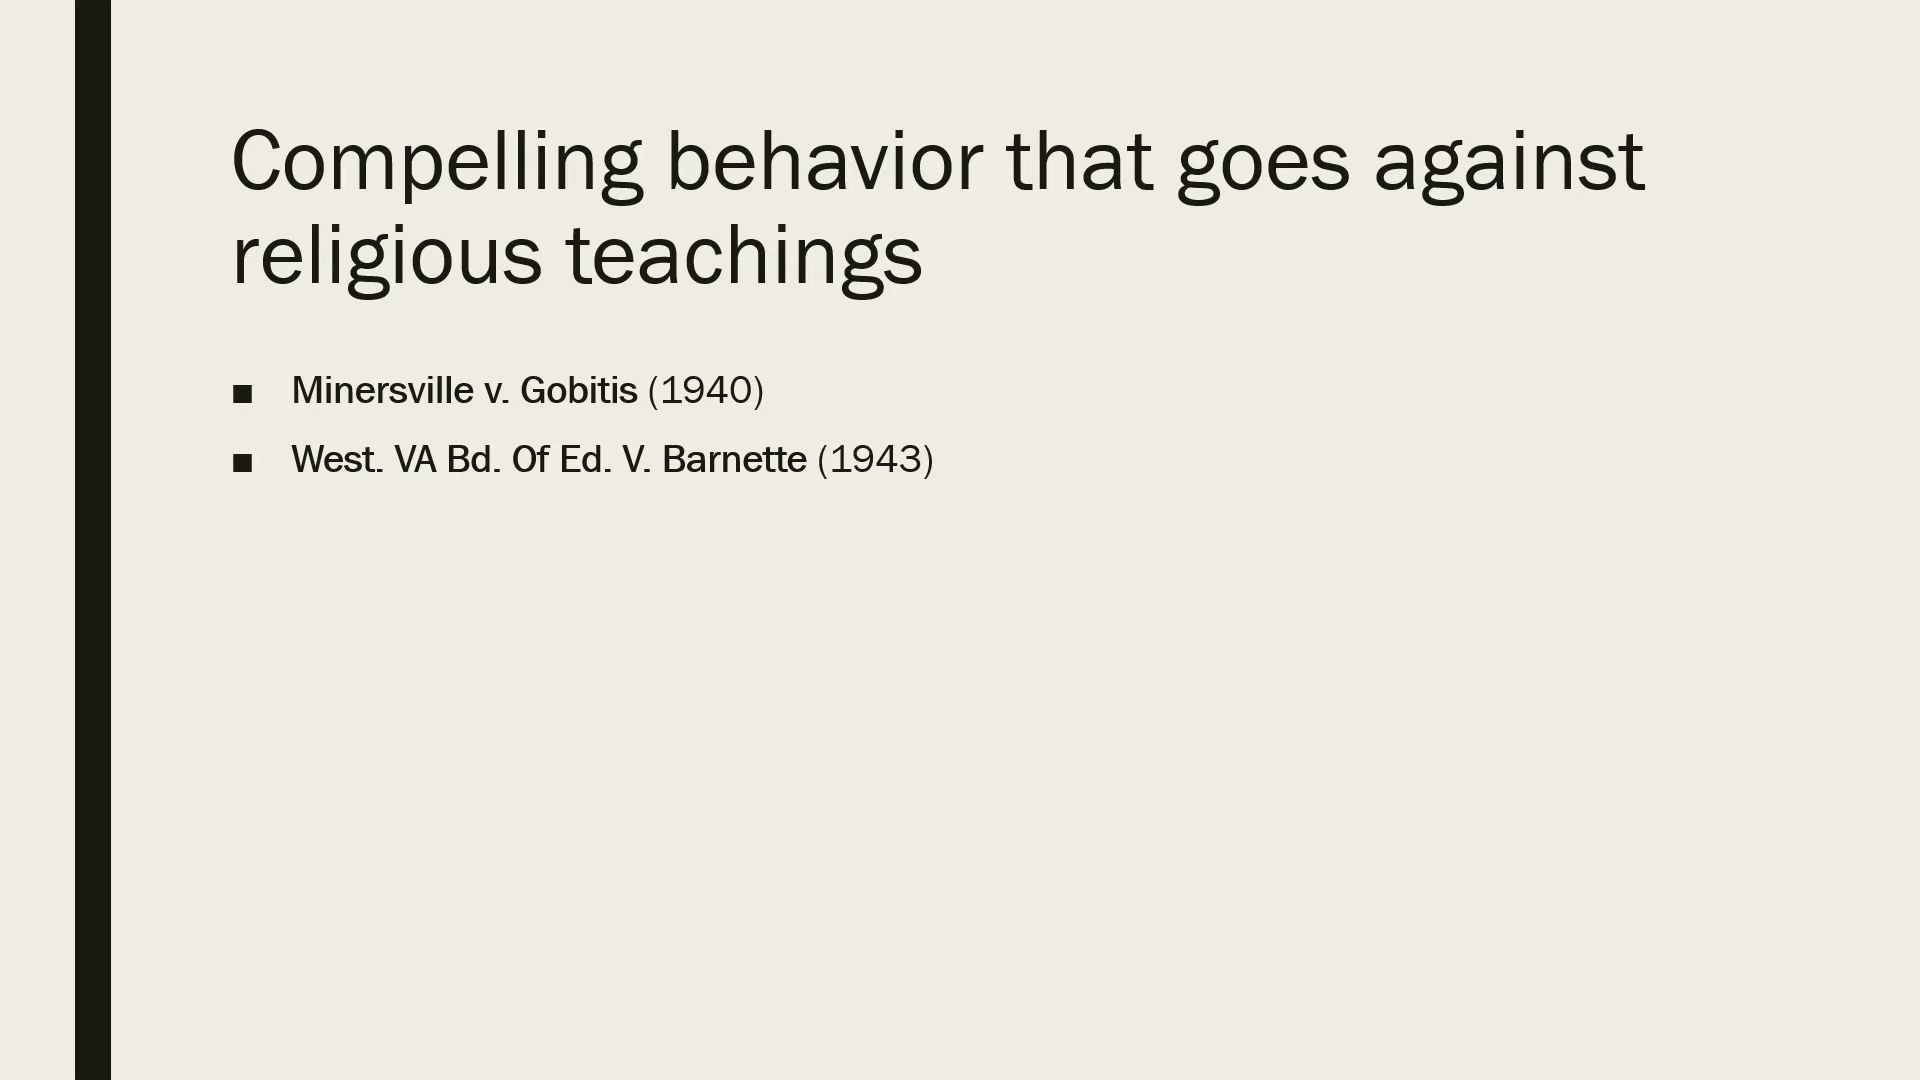 Compelling behavior that goes against
religious teachings
■ Minersville v. Gobitis (1940)
■ West. VA Bd. Of Ed. V. Barnette (1943)